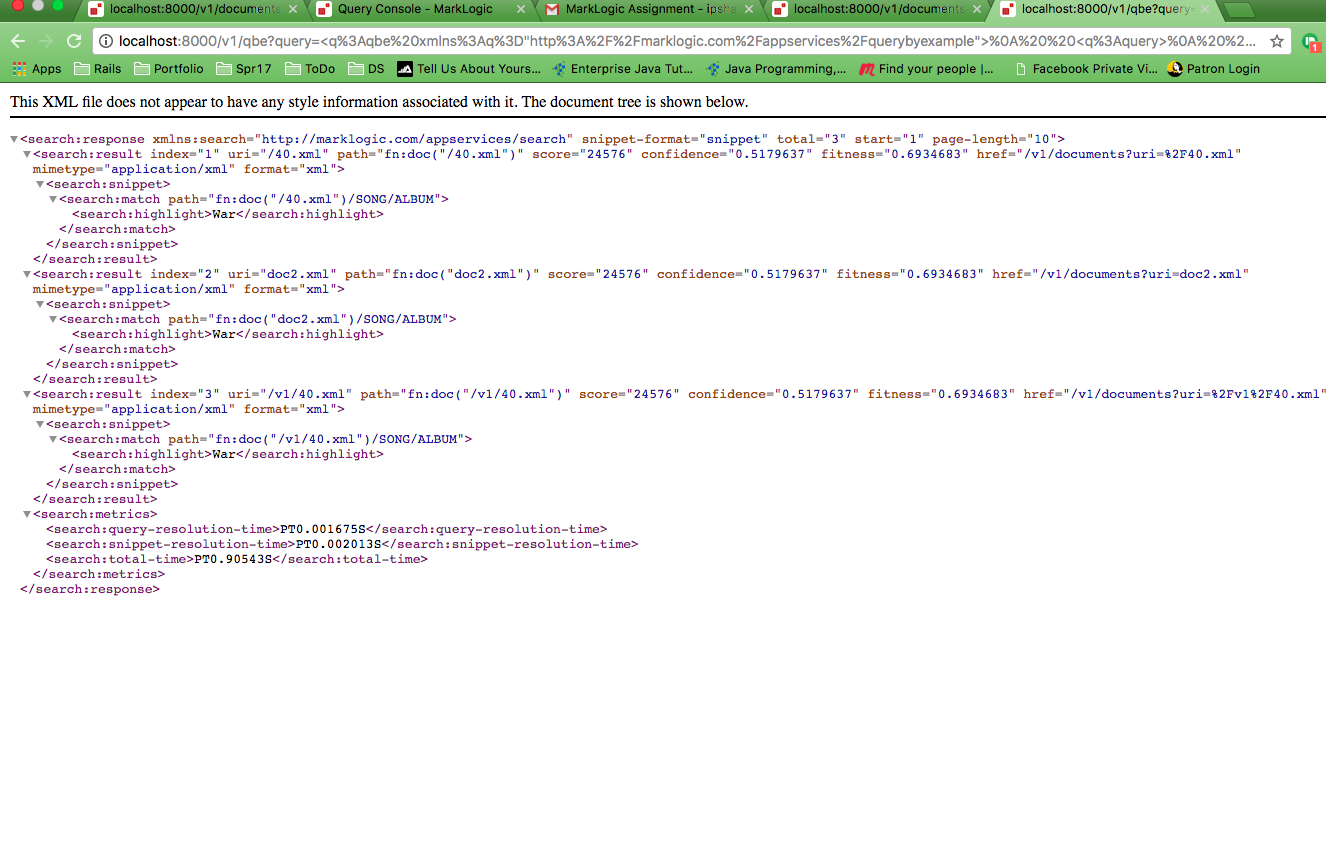 localhost:8000/v1/documents
Query Console - MarkLogic
MarkLogic Assignment - ipsha
localhost:8000/v1/documents
localhost:8000/v1/qbe?query=
localhost:8000/v1/qbe?query=<q%3Aqbe%20xmlns%3Aq%3D"http%3A%2F%2Fmarklogic.com%2Fappservices%2Fquerybyexample">%0A%20%20<q%3Aquery>%0A%20%20%2...
1
Apps Rails Portfolio Spr17 ToDo DS Tell Us About Yours... Enterprise Java Tut... Java Programming,... Find your people |... Facebook Private Vi... Patron Login
This XML file does not appear to have any style information associated with it. The document tree is shown below.
<search:response xmlns:search="http://marklogic.com/appservices/search" snippet-format="snippet" total="3" start="1" page-length="10">
<search:result index="1" uri="/40.xml" path="fn:doc("/40.xml")" score="24576" confidence="0.5179637" fitness="0.6934683" href="/v1/documents?uri=%2F40.xml"
mimetype="application/xml" format="xml">
<search:snippet>
<search:match path="fn:doc("/40.xml")/SONG/ALBUM">
<search:highlight>War</search:highlight>
</search:match>
</search:snippet>
</search:result>
<search:result index="2" uri="doc2.xml" path="fn:doc("doc2.xml")" score="24576" confidence="0.5179637" fitness="0.6934683" href="/v1/documents?uri=doc2.xml"
mimetype="application/xml" format="xml">
<search:snippet>
<search:match path="fn:doc("doc2.xml")/SONG/ALBUM">
<search:highlight>War</search:highlight>
</search:match>
</search:snippet>
</search:result>
<search:result index="3" uri="/v1/40.xml" path="fn:doc("/v1/40.xml")" score="24576" confidence="0.5179637" fitness="0.6934683" href="/v1/documents?uri=%2Fv1%2F40.xml"
mimetype="application/xml" format="xml">
<search:snippet>
<search:match path="fn:doc("/v1/40.xml")/SONG/ALBUM">
<search:highlight>War</search:highlight>
</search:match>
</search:snippet>
</search:result>
<search:metrics>
<search:query-resolution-time>PT0.001675S</search:query-resolution-time>
<search:snippet-resolution-time>PT0.002013S</search:snippet-resolution-time>
<search:total-time>PT0.90543S</search:total-time>
</search:metrics>
</search:response>